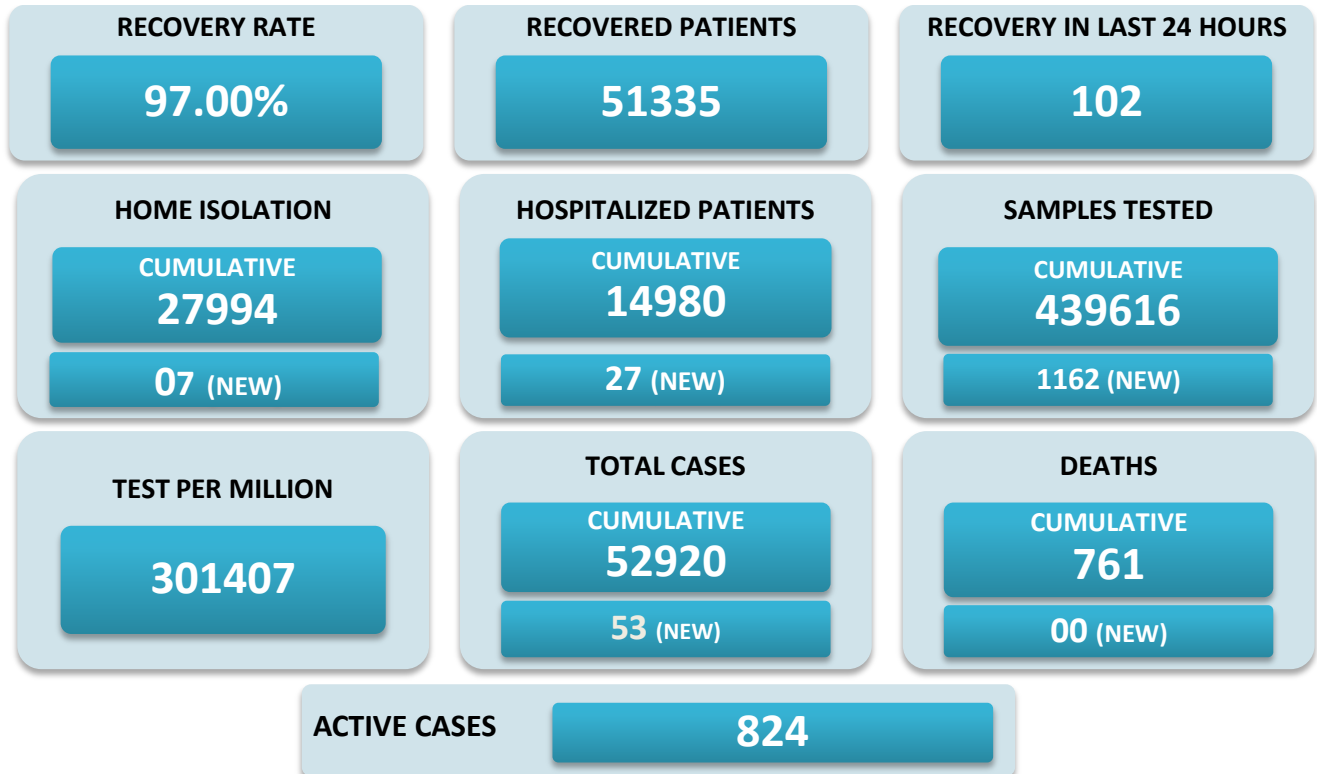 RECOVERY RATE
97.00%
RECOVERED PATIENTS
51335
RECOVERY IN LAST 24 HOURS
102
HOME ISOLATION
CUMULATIVE
27994
07 (NEW)
HOSPITALIZED PATIENTS
CUMULATIVE
14980
27 (NEW)
SAMPLES TESTED
CUMULATIVE
439616
1162 (NEW)
TEST PER MILLION
301407
TOTAL CASES
CUMULATIVE
52920
53 (NEW)
DEATHS
CUMULATIVE
761
00 (NEW)
ACTIVE CASES
824